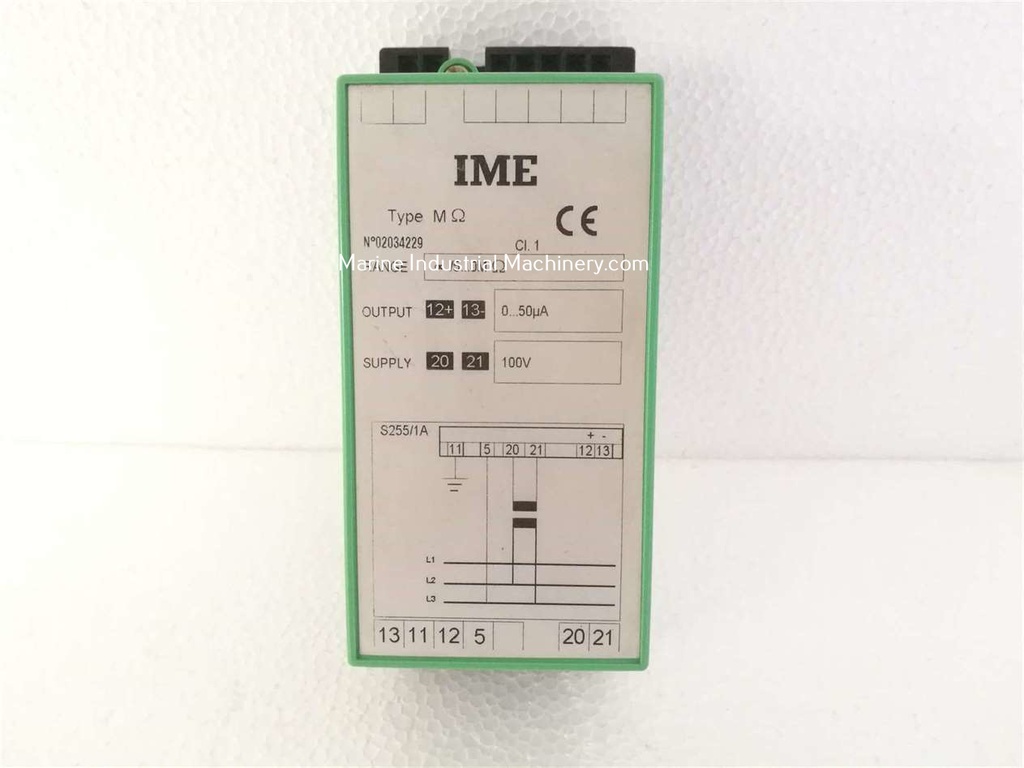 IME
Type MΩ
CE
N°02034229
Cl. 1
Marine Industrial Machinery.com
RANGE
OUTPUT 12+ 13- 0...50µA
SUPPLY 20 21 100V
S255/1A
+ -
11 5 20 21 12 13
L1
L2
L3
13 11 12 5 20 21